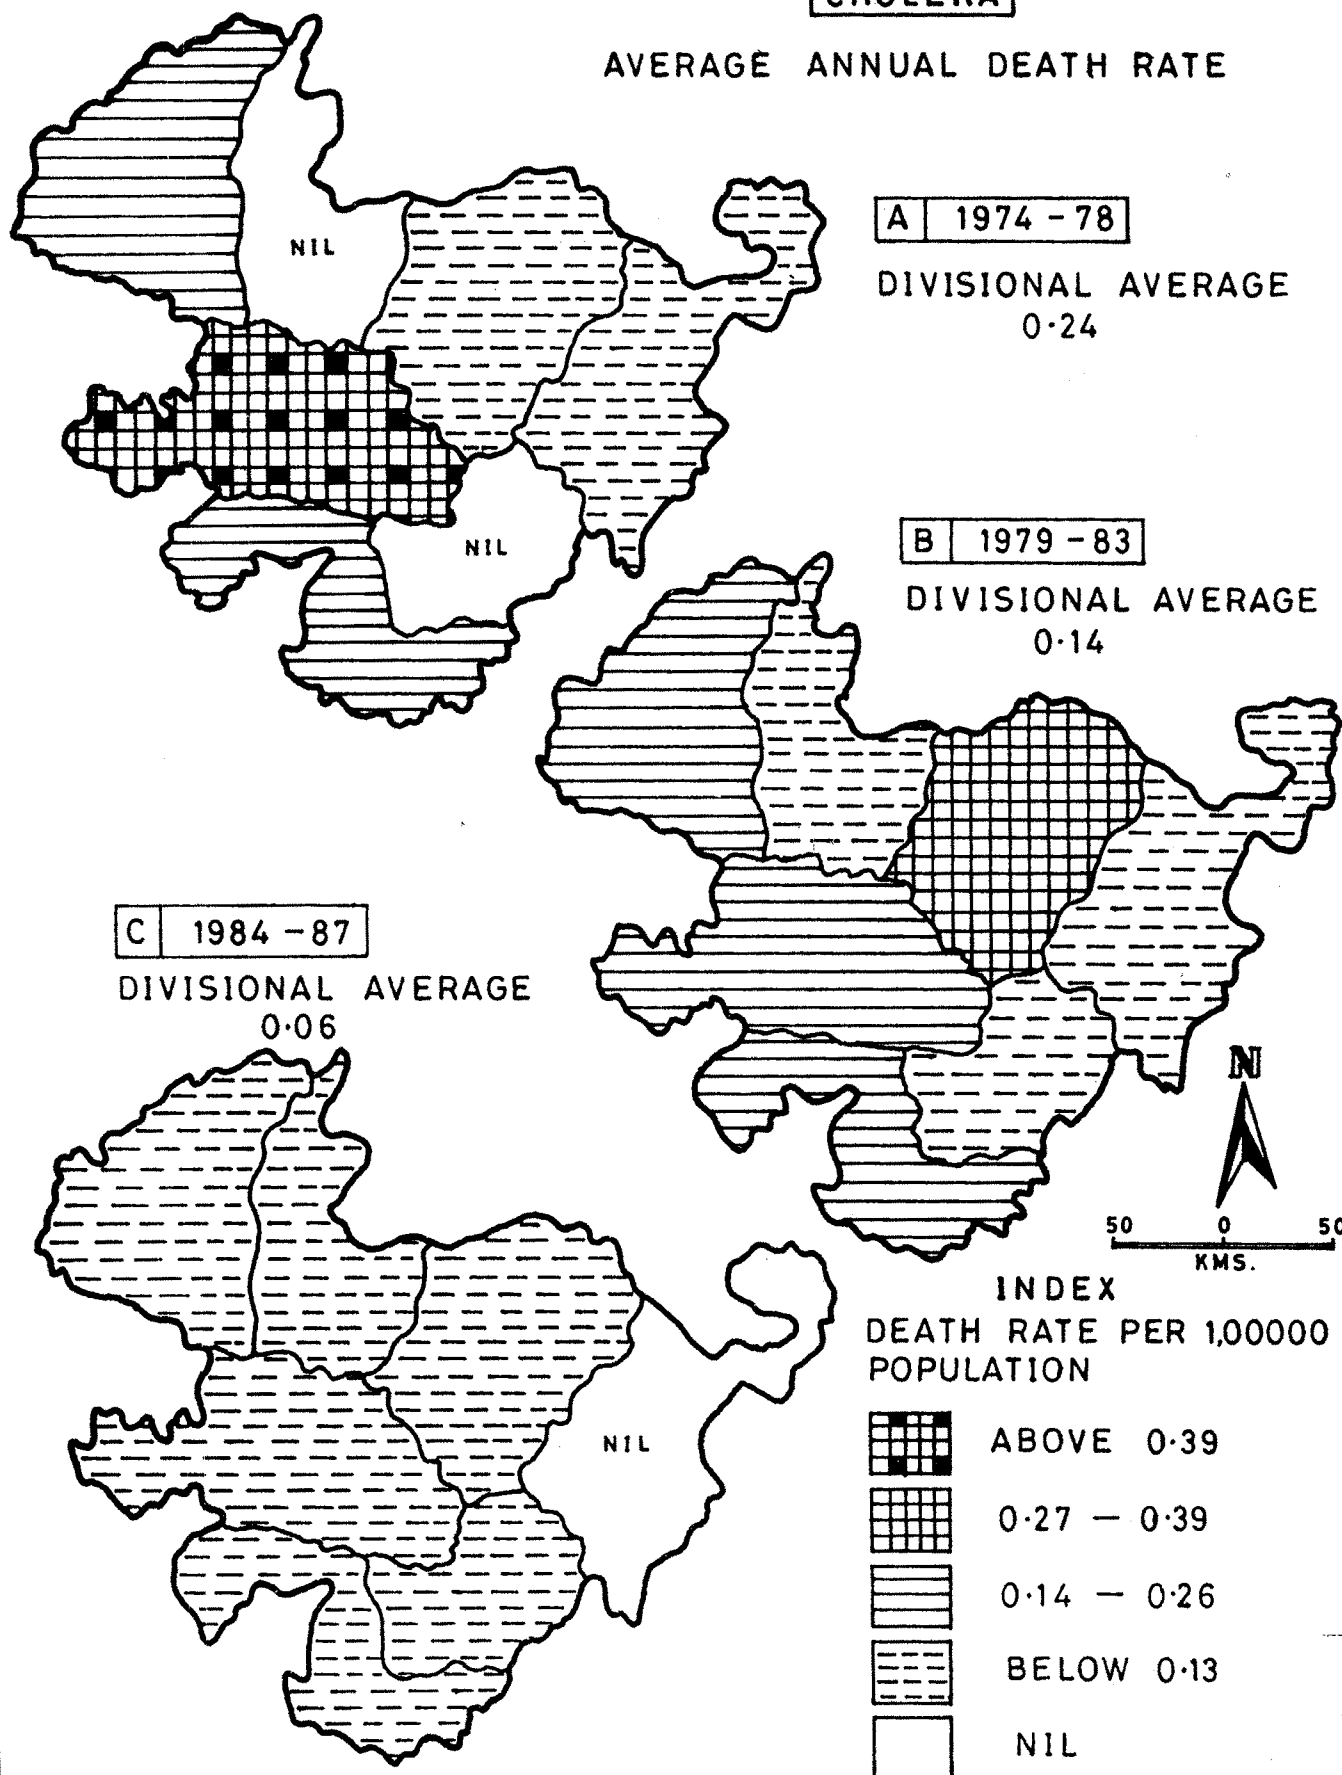 CHOLERA
AVERAGE ANNUAL DEATH RATE
A 1974-78
DIVISIONAL AVERAGE
0·24
NIL
NIL
B 1979-83
DIVISIONAL AVERAGE
0·14
C 1984-87
DIVISIONAL AVERAGE
0·06
NIL
N
50 0 50
KMS.
INDEX
DEATH RATE PER 1,00000
POPULATION
ABOVE 0·39
0·27 - 0·39
0·14 - 0·26
BELOW 0·13
NIL